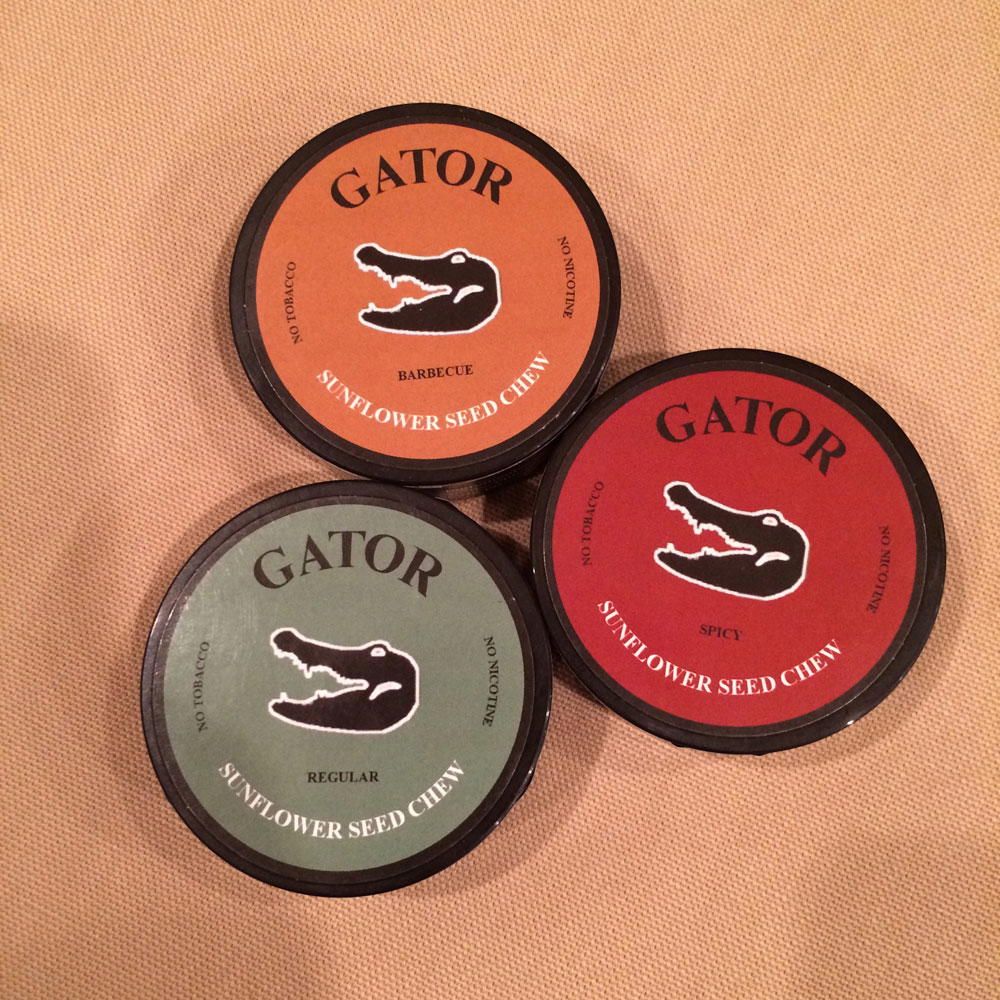 GATOR
NO TOBACCO
NO NICOTINE
BARBECUE
SUNFLOWER SEED CHEW
GATOR
NO TOBACCO
NO NICOTINE
SPICY
SUNFLOWER SEED CHEW
GATOR
NO TOBACCO
NO NICOTINE
REGULAR
SUNFLOWER SEED CHEW